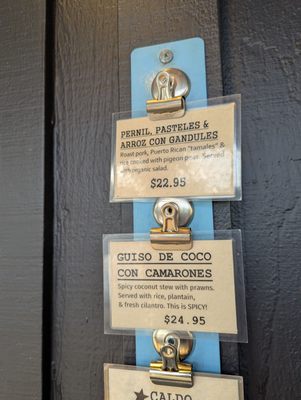 PERNIL, PASTELES &
ARROZ CON GANDULES
Roast pork, Puerto Rican "tamales" &
rice cooked with pigeon peas. Served
with organic salad.
$22.95
GUISO DE COCO
CON CAMARONES
Spicy coconut stew with prawns.
Served with rice, plantain,
& fresh cilantro. This is SPICY!
$24.95
★CALDO